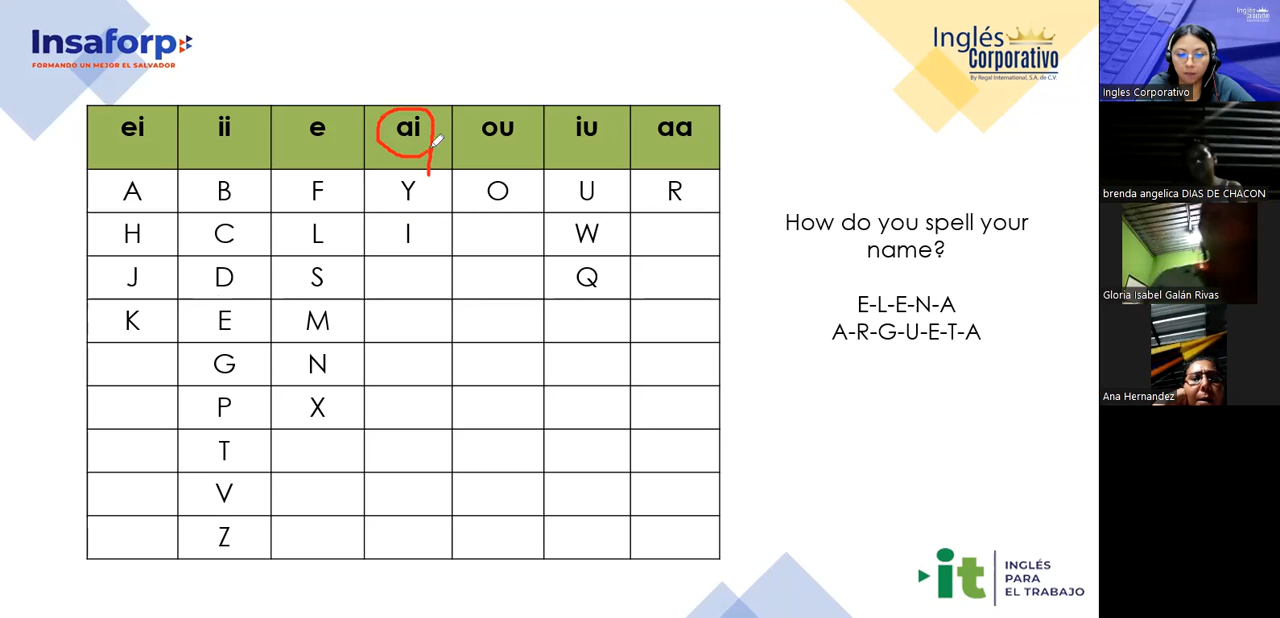 Insaforp
FORMANDO UN MEJOR EL SALVADOR
Inglés
Corporativo
By Regal International, S.A. de C.V.
ei ii e ai ou iu aa
A B F Y O U R
H C L I W
J D S Q
K E M
G N
P X
T
V
Z
How do you spell your
name?
E-L-E-N-A
A-R-G-U-E-T-A
it
INGLÉS
PARA
EL TRABAJO
Ingles Corporativo
brenda angelica DIAS DE CHACON
Gloria Isabel Galán Rivas
Ana Hernandez